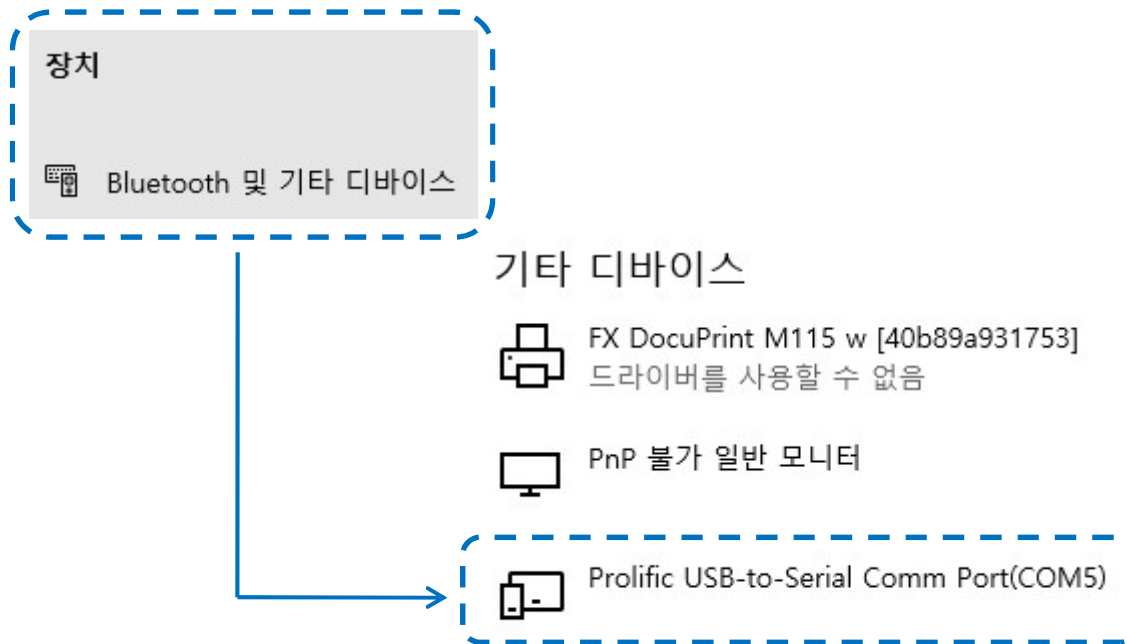 장치
Bluetooth 및 기타 디바이스
기타 디바이스
FX DocuPrint M115 w [40b89a931753]
드라이버를 사용할 수 없음
PnP 불가 일반 모니터
Prolific USB-to-Serial Comm Port(COM5)